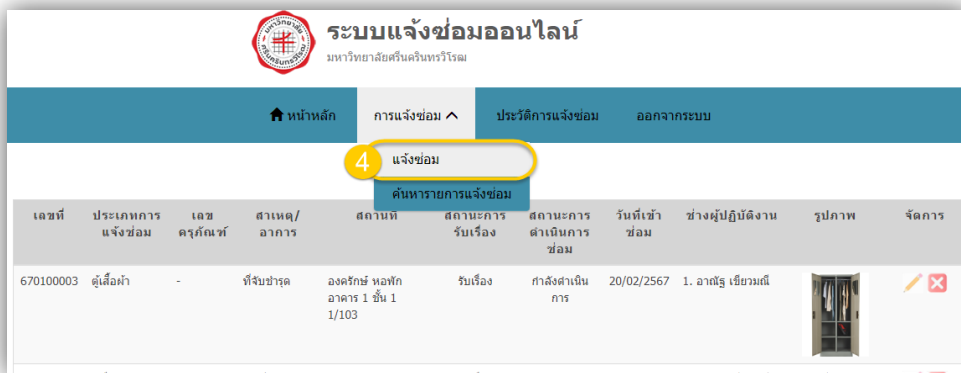 ระบบแจ้งซ่อมออนไลน์
มหาวิทยาลัยศรีนครินทรวิโรฒ
หน้าหลัก การแจ้งซ่อม ประวัติการแจ้งซ่อม ออกจากระบบ
4 แจ้งซ่อม
ค้นหารายการแจ้งซ่อม
เลขที่ ประเภทการ เลข สาเหตุ/ สถานที่ สถานะการ สถานะการ วันที่เข้า ช่างผู้ปฏิบัติงาน รูปภาพ จัดการ
แจ้งซ่อม ครุภัณฑ์ อาการ รับเรื่อง ดำเนินการ ซ่อม
ซ่อม
670100003 ตู้เสื้อผ้า - ที่จับชำรุด องครักษ์ หอพัก รับเรื่อง กำลังดำเนิน 20/02/2567 1. อาณัฐ เขียวมณี
อาคาร 1 ชั้น 1 การ
1/103